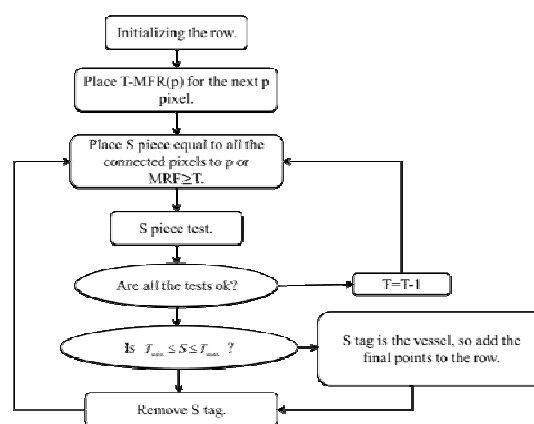 Initializing the row.
Place T-MFR(p) for the next p
pixel.
Place S piece equal to all the
connected pixels to p or
MRF≥T.
S piece test.
Are all the tests ok?
T=T-1
Is T ≤ S ≤ T ?
S tag is the vessel, so add the
final points to the row.
Remove S tag.